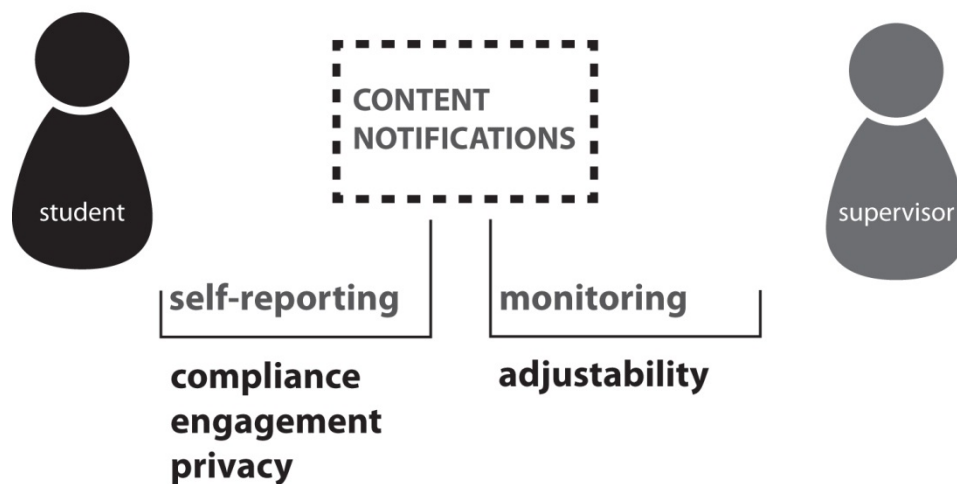 CONTENT
NOTIFICATIONS
student
supervisor
self-reporting
monitoring
compliance
engagement
privacy
adjustability